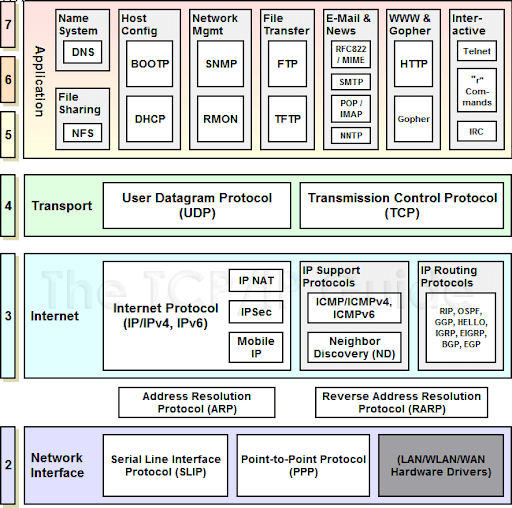 7
6
5
Application
Name
System
DNS
File
Sharing
NFS
Host
Config
BOOTP
DHCP
Network
Mgmt
SNMP
RMON
File
Transfer
FTP
TFTP
E-Mail &
News
RFC822
/ MIME
SMTP
POP /
IMAP
NNTP
WWW &
Gopher
HTTP
Gopher
Inter-
active
Telnet
"r"
Com-
mands
IRC
4
Transport
User Datagram Protocol
(UDP)
Transmission Control Protocol
(TCP)
The TCP/IP Guide
3
Internet
Internet Protocol
(IP/IPv4, IPv6)
IP NAT
IPSec
Mobile
IP
IP Support
Protocols
ICMP/ICMPv4,
ICMPv6
Neighbor
Discovery (ND)
IP Routing
Protocols
RIP, OSPF,
GGP, HELLO,
IGRP, EIGRP,
BGP, EGP
Address Resolution
Protocol (ARP)
Reverse Address Resolution
Protocol (RARP)
2
Network
Interface
Serial Line Interface
Protocol (SLIP)
Point-to-Point Protocol
(PPP)
(LAN/WLAN/WAN
Hardware Drivers)